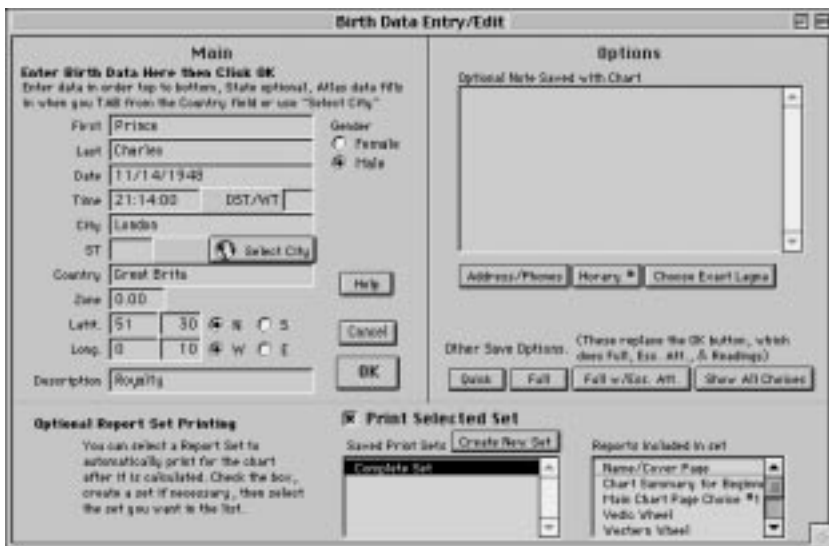 Birth Data Entry/Edit
Main
Enter Birth Data Here then Click OK
Enter data in order top to bottom, State optional, Atlas data fills
in when you TAB from the Country field or use "Select City"
First Prince
Last Charles
Date 11/14/1948
Time 21:14:00 DST/WT
City London
ST Select City
Country Great Brita
Zone 0.00
Latit. 51 30 N S
Long. 0 10 W E
Description Royalty
Gender
Female
Male
Help
Cancel
OK
Options
Optional Note Saved with Chart
Address/Phones Horary # Choose Exact Lagna
Other Save Options. (These replace the OK button, which
does Full, Ess. Att., & Readings)
Quick Full Full w/Ess. Att. Show All Choices
Optional Report Set Printing
You can select a Report Set to
automatically print for the chart
after it is calculated. Check the box,
create a set if necessary, then select
the set you want in the list.
Print Selected Set
Saved Print Sets Create New Set
Complete Set
Reports Included in set
Name/Cover Page
Chart Summary for Beginne
Main Chart Page Choice #1
Vedic Wheel
Western Wheel